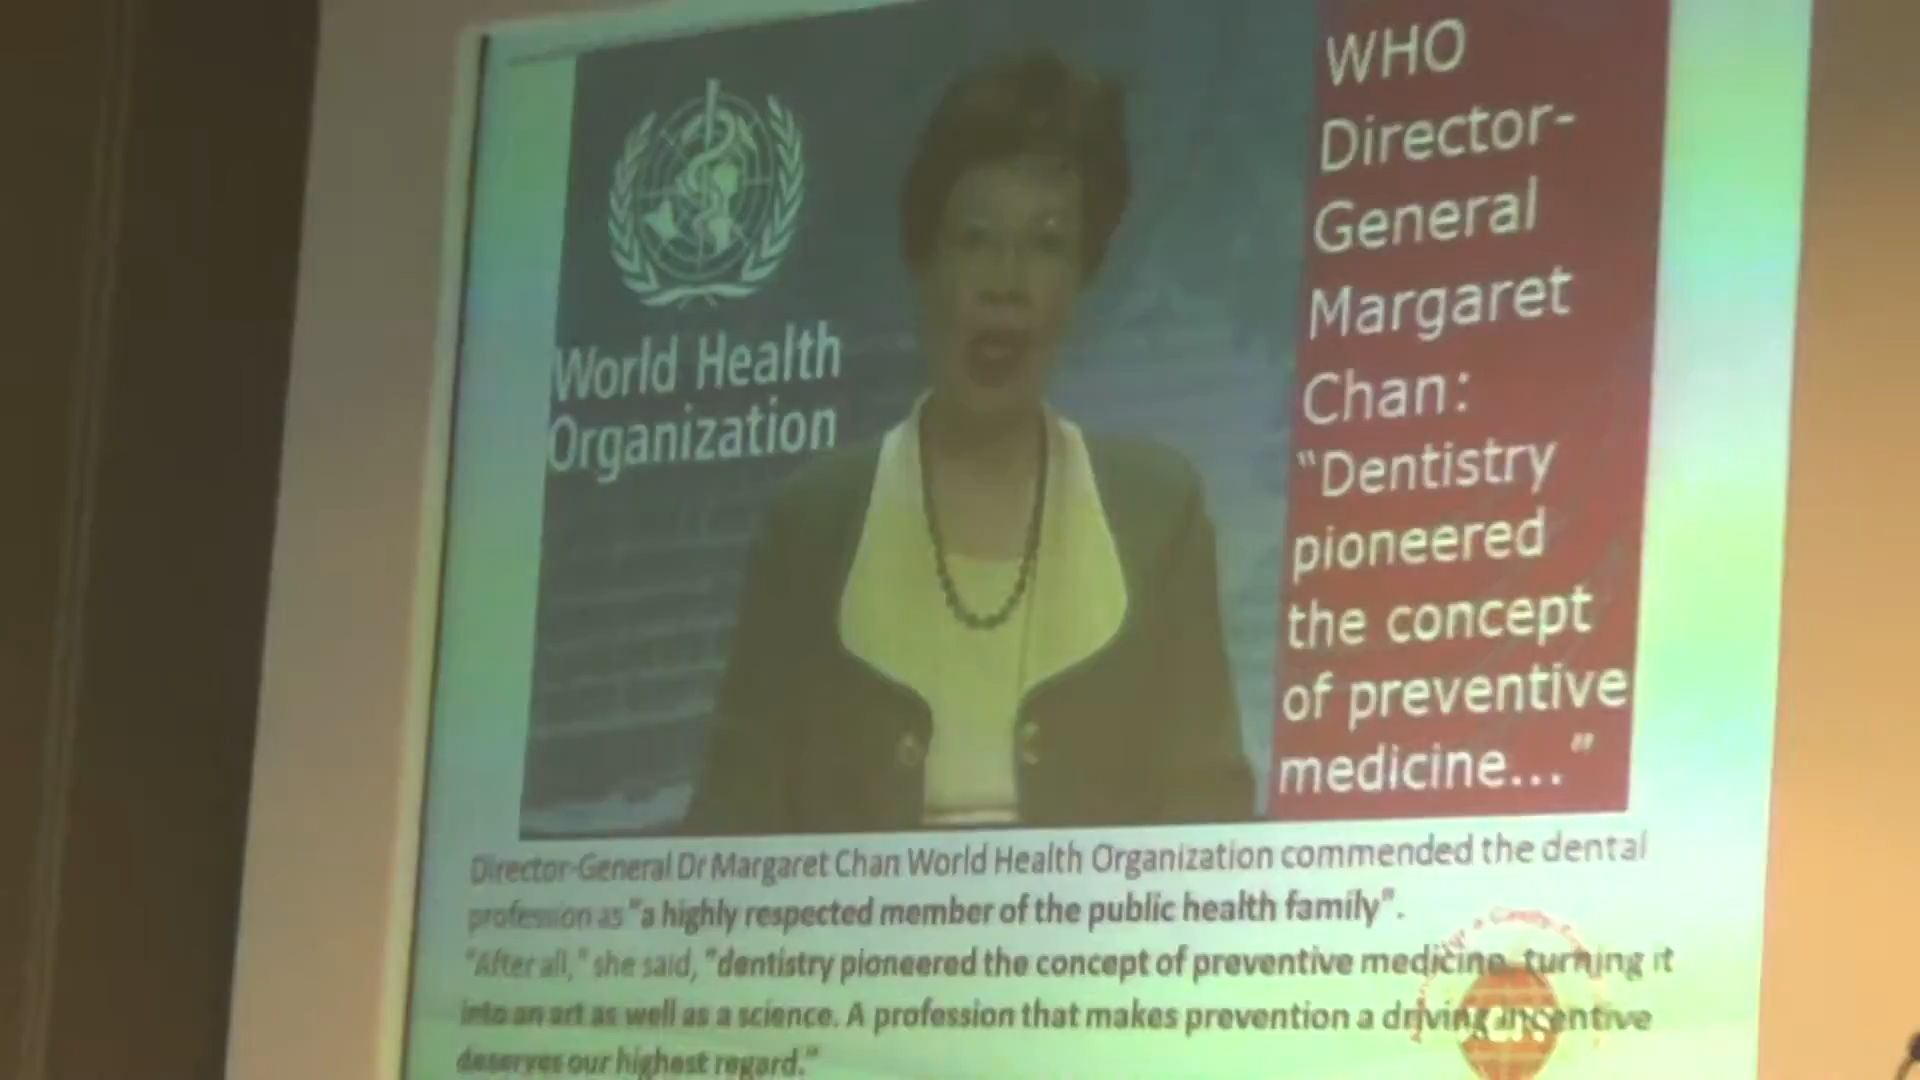 World Health
Organization
WHO
Director-
General
Margaret
Chan:
"Dentistry
pioneered
the concept
of preventive
medicine..."
Director-General Dr Margaret Chan World Health Organization commended the dental
profession as "a highly respected member of the public health family".
"After all," she said, "dentistry pioneered the concept of preventive medicine, turning it
into an art as well as a science. A profession that makes prevention a driving incentive
deserves our highest regard."